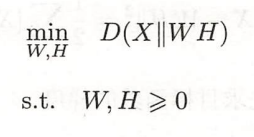 min D(X∥WH)
W,H
s.t. W, H ⩾ 0